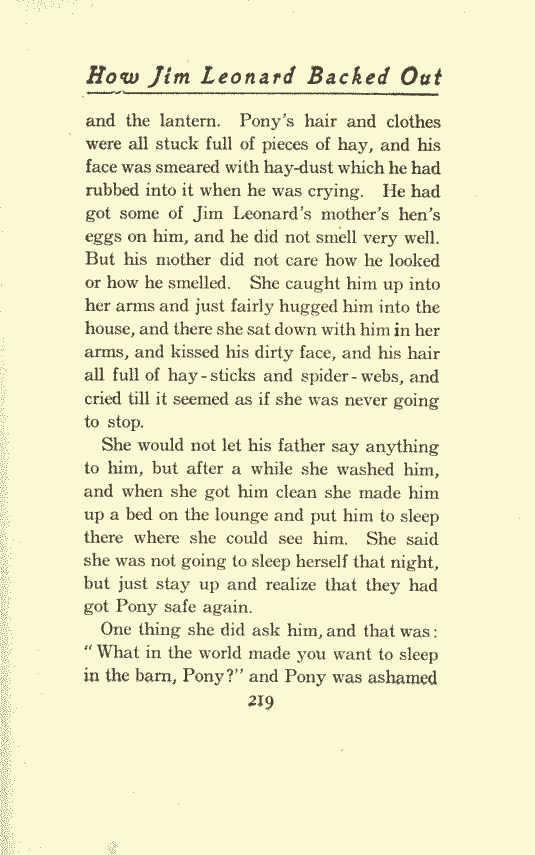 How Jim Leonard Backed Out
and the lantern. Pony's hair and clothes
were all stuck full of pieces of hay, and his
face was smeared with hay-dust which he had
rubbed into it when he was crying. He had
got some of Jim Leonard's mother's hen's
eggs on him, and he did not smell very well.
But his mother did not care how he looked
or how he smelled. She caught him up into
her arms and just fairly hugged him into the
house, and there she sat down with him in her
arms, and kissed his dirty face, and his hair
all full of hay-sticks and spider-webs, and
cried till it seemed as if she was never going
to stop.
She would not let his father say anything
to him, but after a while she washed him,
and when she got him clean she made him
up a bed on the lounge and put him to sleep
there where she could see him. She said
she was not going to sleep herself that night,
but just stay up and realize that they had
got Pony safe again.
One thing she did ask him, and that was:
"What in the world made you want to sleep
in the barn, Pony?" and Pony was ashamed
219